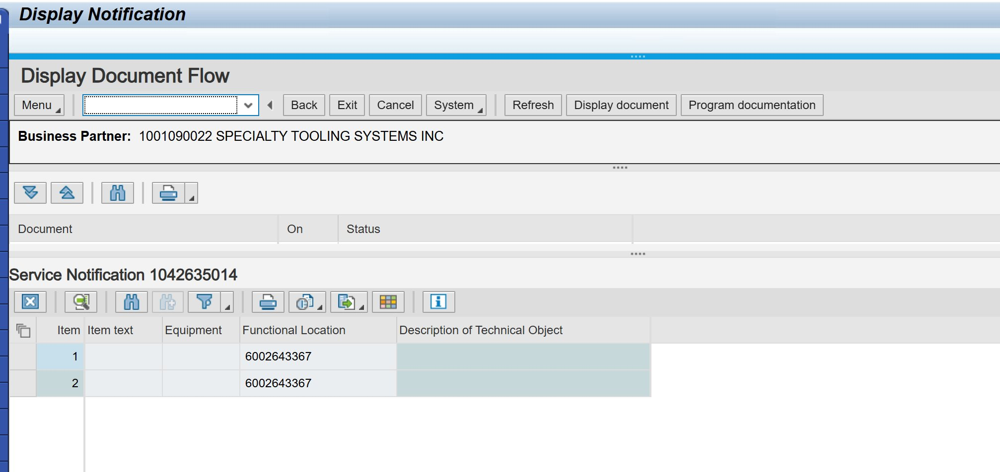 Display Notification
Display Document Flow
Menu Back Exit Cancel System Refresh Display document Program documentation
Business Partner: 1001090022 SPECIALTY TOOLING SYSTEMS INC
Document On Status
Service Notification 1042635014
Item Item text Equipment Functional Location Description of Technical Object
1 6002643367
2 6002643367